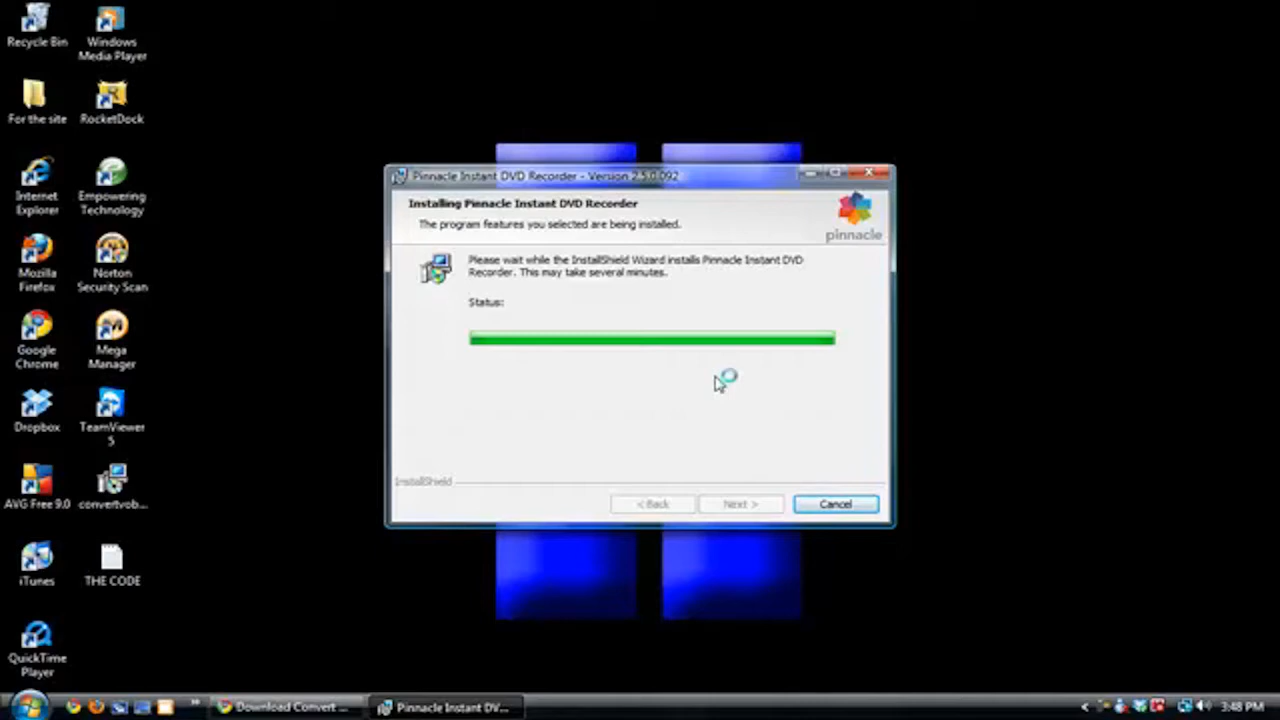 Recycle Bin
Windows
Media Player
For the site
RocketDock
Internet
Explorer
Empowering
Technology
Mozilla
Firefox
Norton
Security Scan
Google
Chrome
Mega
Manager
Dropbox
TeamViewer
5
AVG Free 9.0
convertvob...
iTunes
THE CODE
QuickTime
Player
Pinnacle Instant DVD Recorder - Version 2.5.0.092
Installing Pinnacle Instant DVD Recorder
The program features you selected are being installed.
pinnacle
Please wait while the InstallShield Wizard installs Pinnacle Instant DVD
Recorder. This may take several minutes.
Status:
InstallShield
< Back
Next >
Cancel
Download Convert ...
Pinnacle Instant DV...
3:48 PM